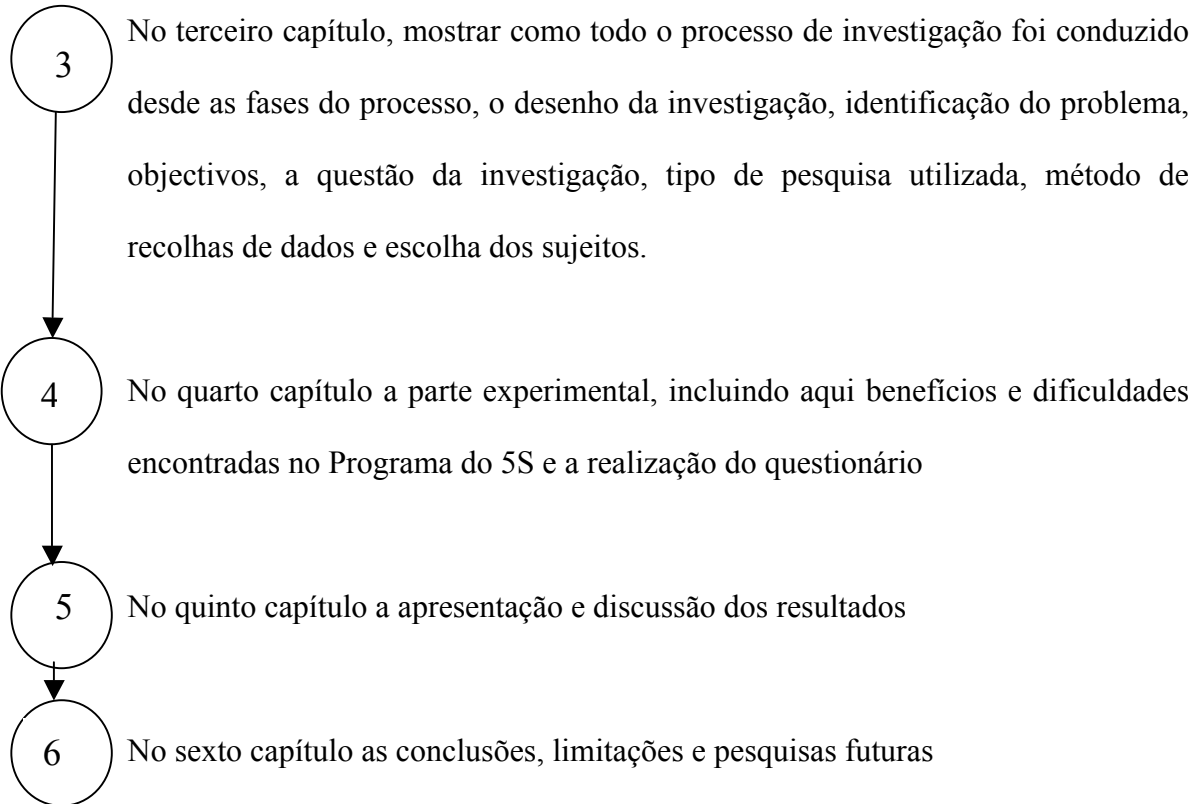 3
No terceiro capítulo, mostrar como todo o processo de investigação foi conduzido
desde as fases do processo, o desenho da investigação, identificação do problema,
objectivos, a questão da investigação, tipo de pesquisa utilizada, método de
recolhas de dados e escolha dos sujeitos.
4
No quarto capítulo a parte experimental, incluindo aqui benefícios e dificuldades
encontradas no Programa do 5S e a realização do questionário
5
No quinto capítulo a apresentação e discussão dos resultados
6
No sexto capítulo as conclusões, limitações e pesquisas futuras